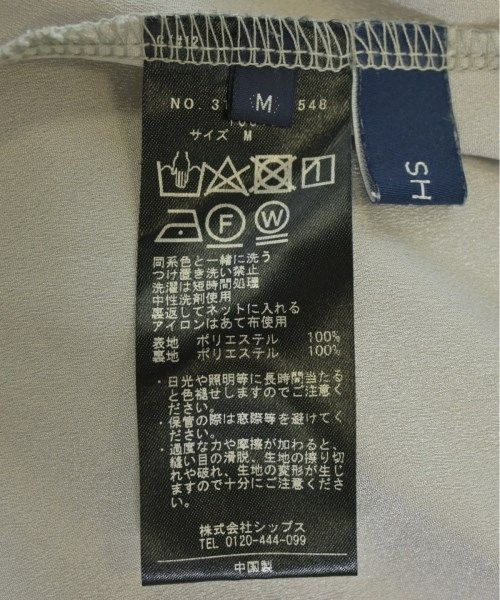 NO. 31
548
M
サイズ M
SH
F
W
同系色と一緒に洗う
つけ置き洗い禁止
洗濯は短時間処理
中性洗剤使用
裏返してネットに入れる
アイロンはあて布使用
表地 ポリエステル 100%
裏地 ポリエステル 100%
・日光や照明等に長時間当たると
色褪せしますのでご注意く
ださい。
・保管の際は窓際等を避けてく
ださい。
・過度な力や摩擦が加わると、
縫い目の滑脱、生地の擦り切
れや破れ、生地の変形が生じ
ますので十分にご注意くださ
い。
株式会社シップス
TEL 0120-444-099
中国製